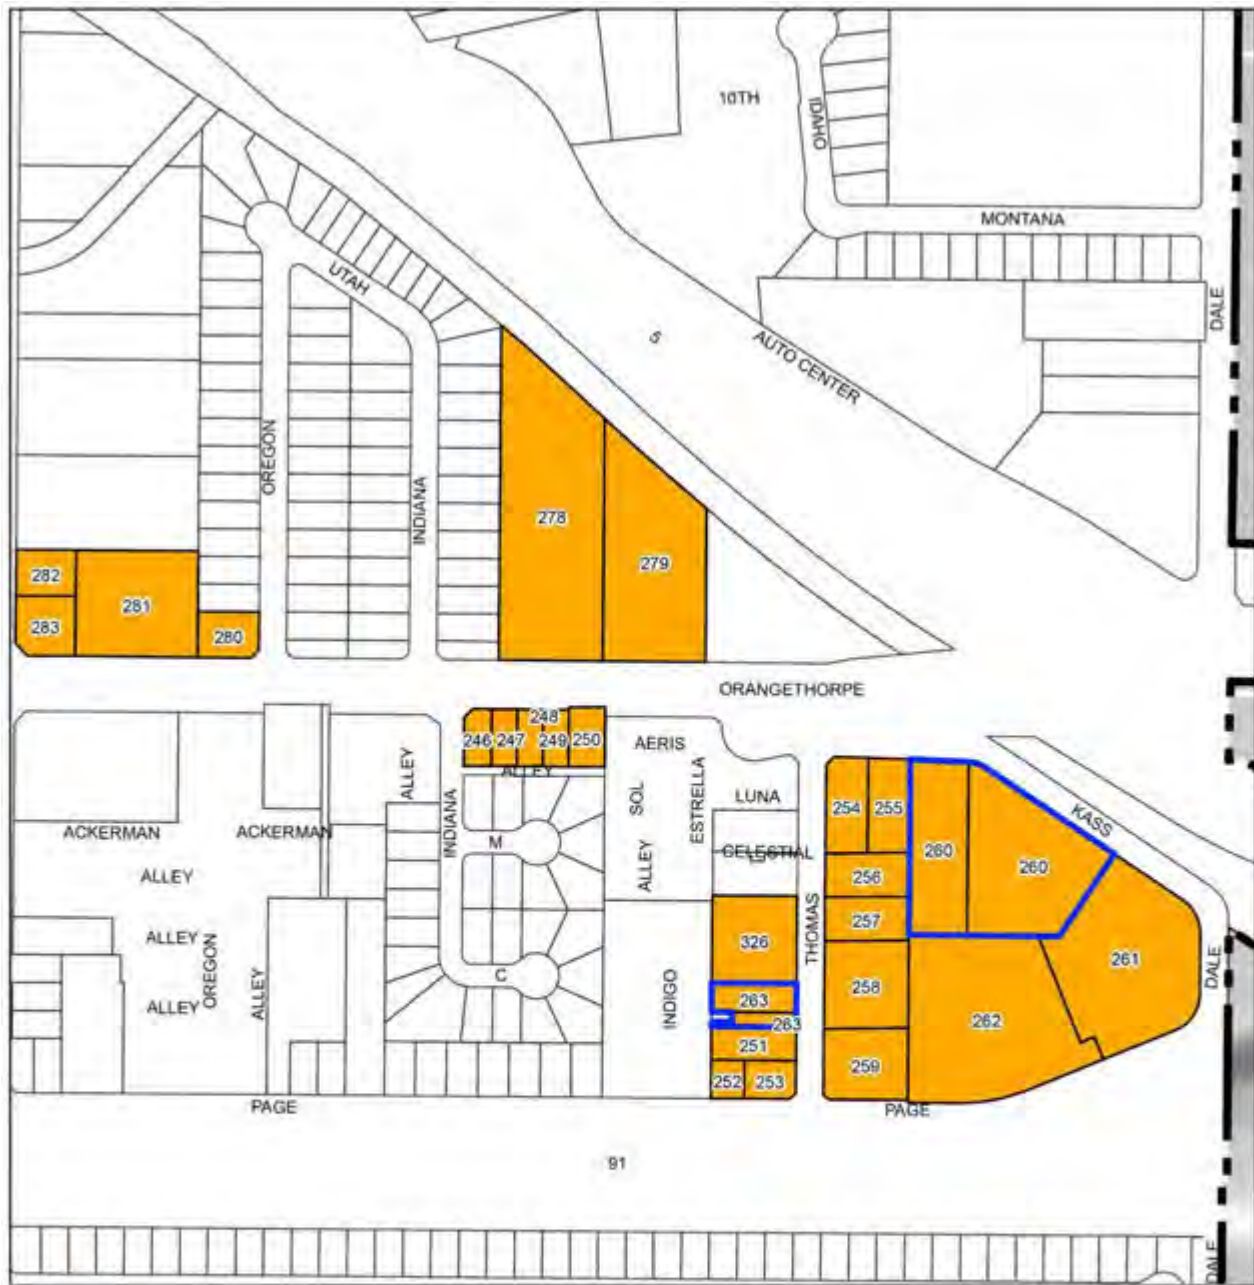 10TH
IDAHO
MONTANA
DALE
UTAH
5
AUTO CENTER
OREGON
INDIANA
278
279
282
281
283
280
ORANGETHORPE
248
246 247 249 250
ALLEY
AERIS
ALLEY
SOL
ESTRELLA
LUNA
KASS
254 255
ACKERMAN
ACKERMAN
INDIANA
M
CELESTIAL
260
260
ALLEY
ALLEY
256
257
THOMAS
ALLEY
OREGON
326
261
DALE
C
ALLEY
ALLEY
INDIGO
263
258
262
263
251
259
252 253
PAGE
PAGE
91
DALE